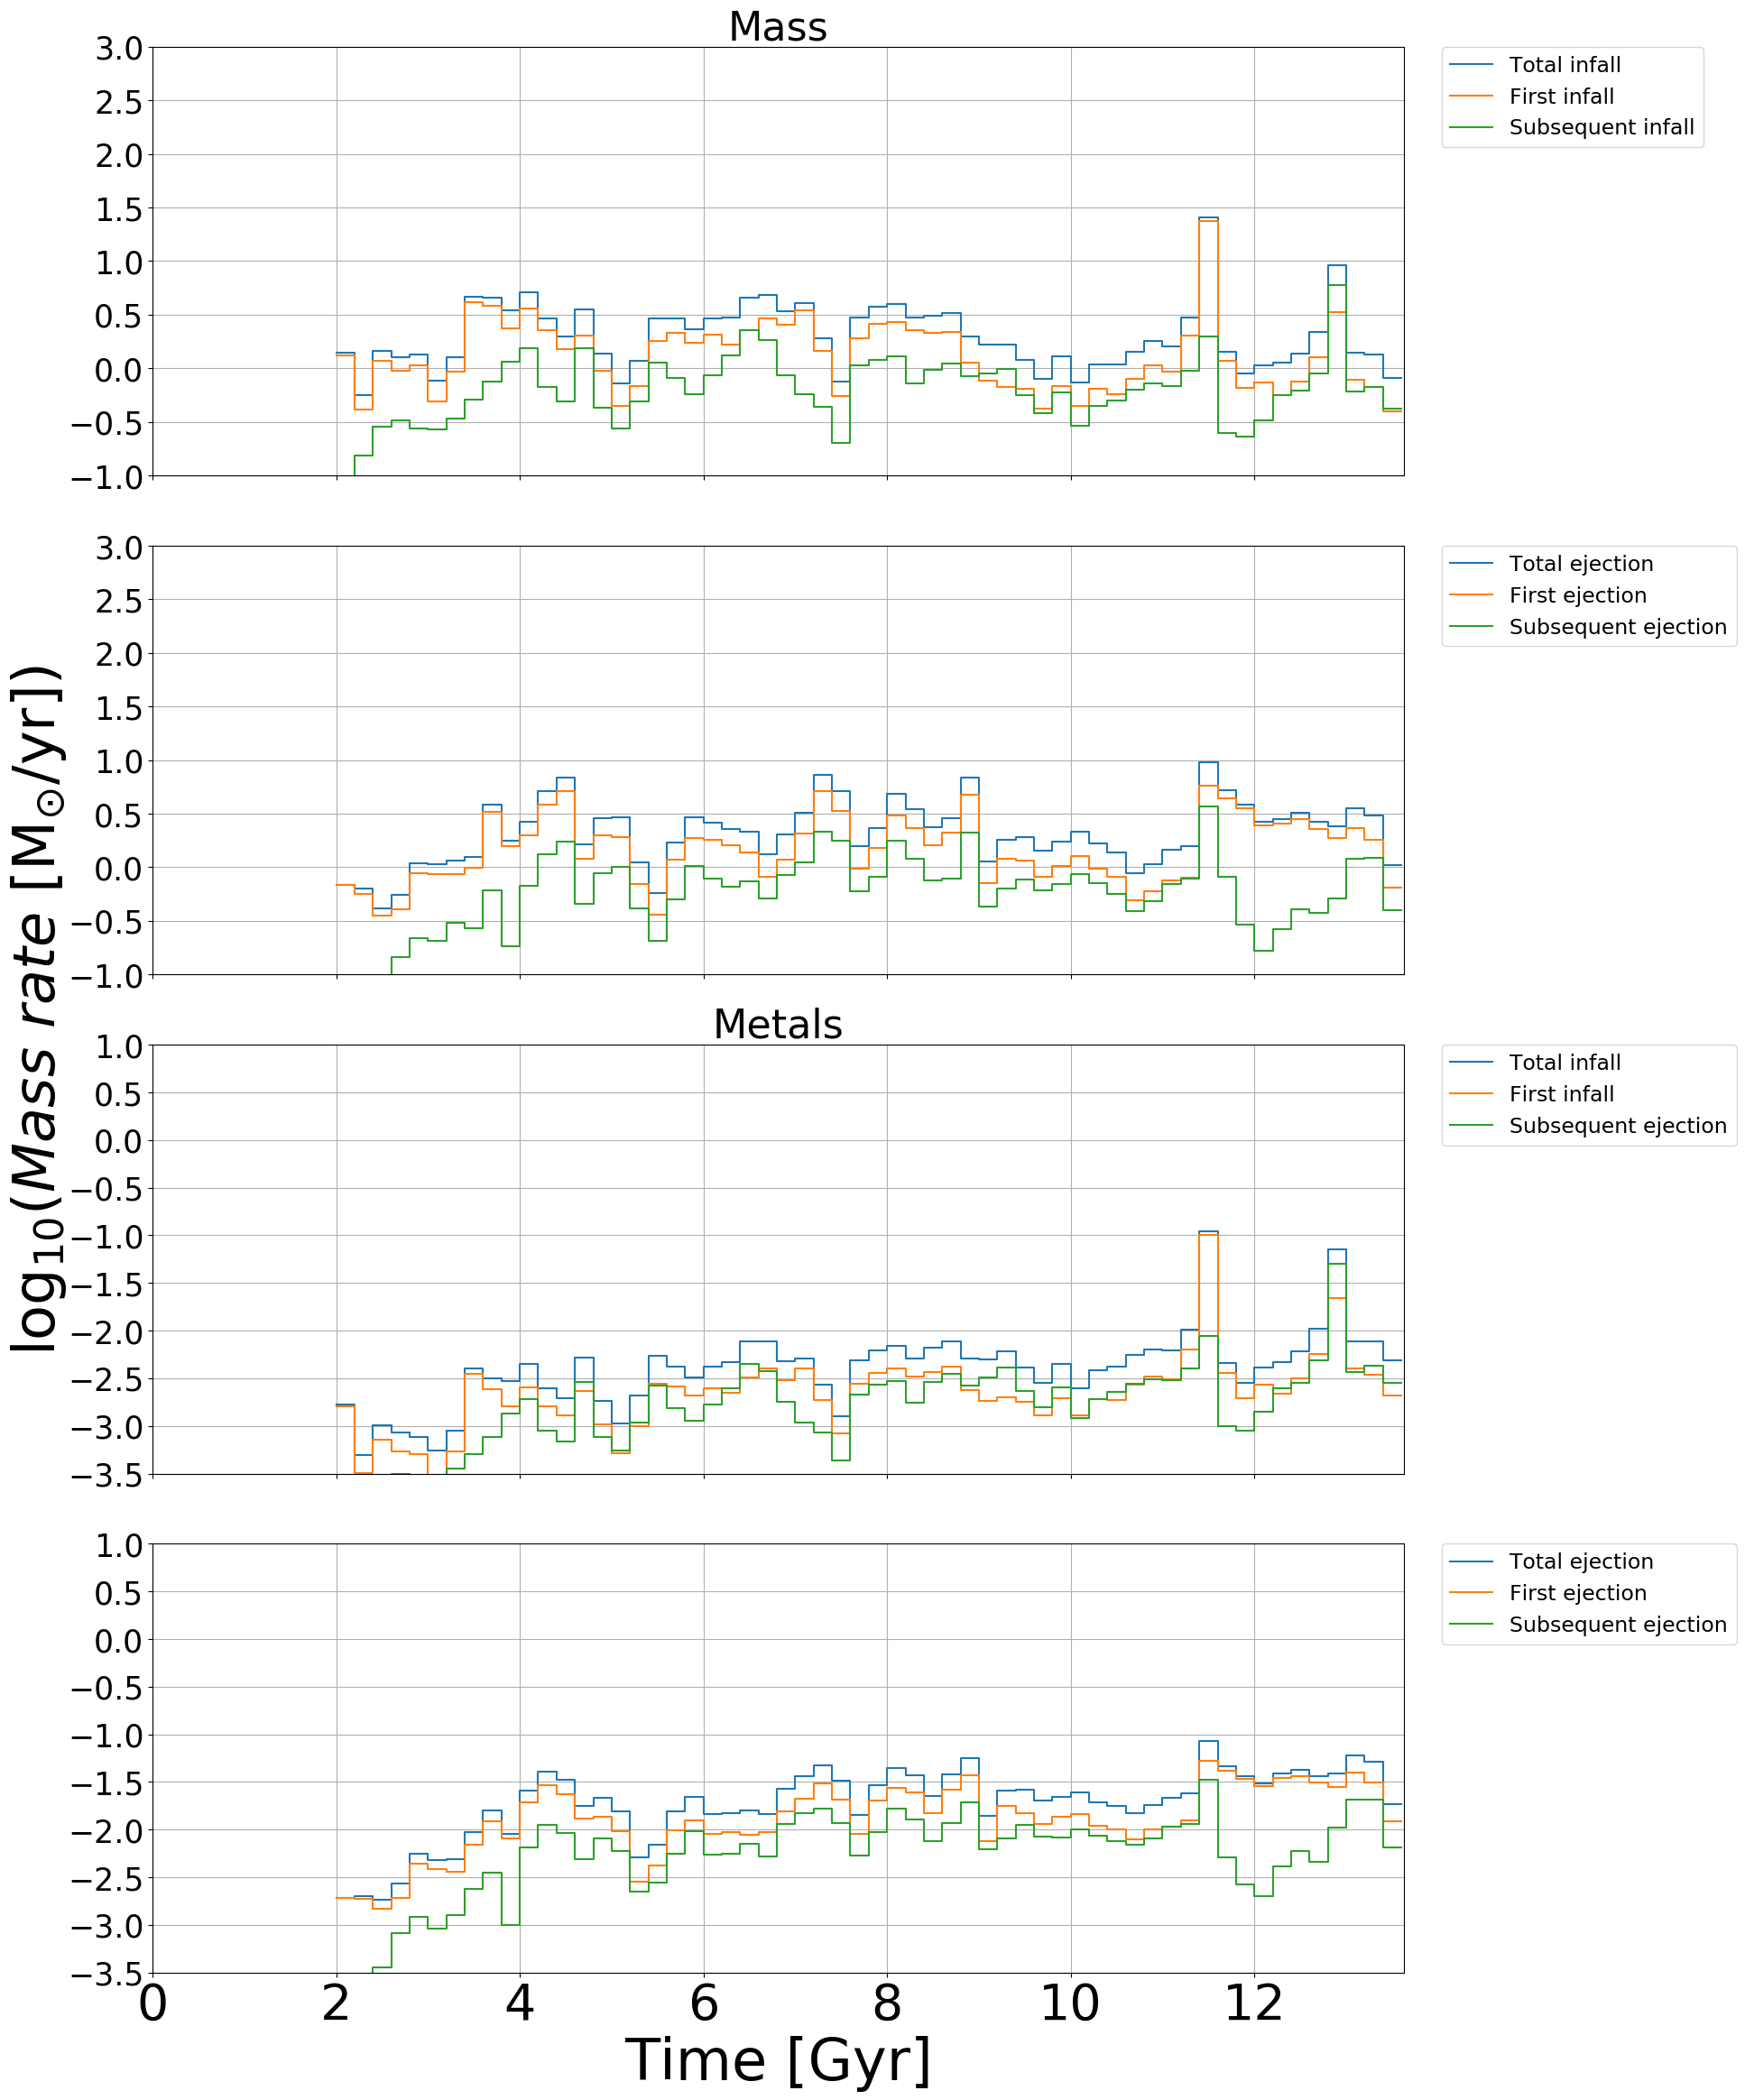 Mass
3.0
2.5
2.0
1.5
1.0
0.5
0.0
−0.5
−1.0
Total infall
First infall
Subsequent infall
3.0
2.5
2.0
1.5
1.0
0.5
0.0
−0.5
−1.0
Total ejection
First ejection
Subsequent ejection
log₁₀(Mass rate [M⊙/yr])
Metals
1.0
0.5
0.0
−0.5
−1.0
−1.5
−2.0
−2.5
−3.0
−3.5
Total infall
First infall
Subsequent ejection
1.0
0.5
0.0
−0.5
−1.0
−1.5
−2.0
−2.5
−3.0
−3.5
Total ejection
First ejection
Subsequent ejection
0 2 4 6 8 10 12
Time [Gyr]